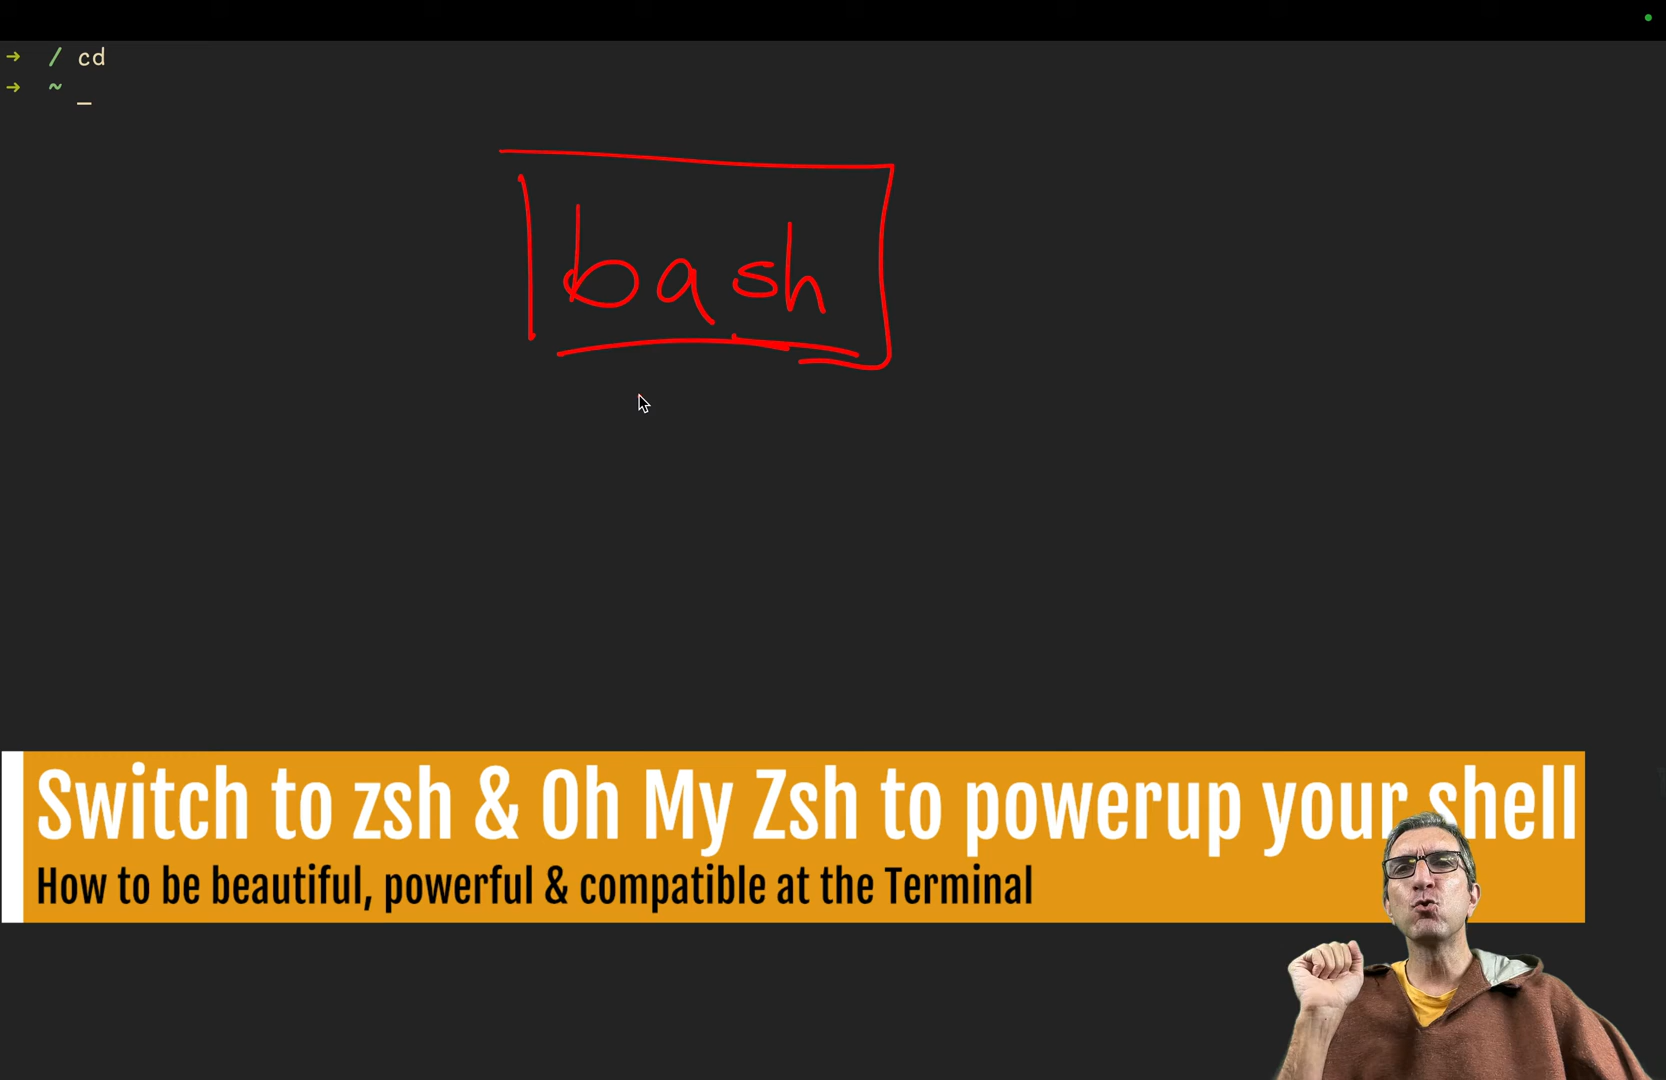 ➜ / cd
➜ ~ _
bash
Switch to zsh & Oh My Zsh to powerup your shell
How to be beautiful, powerful & compatible at the Terminal